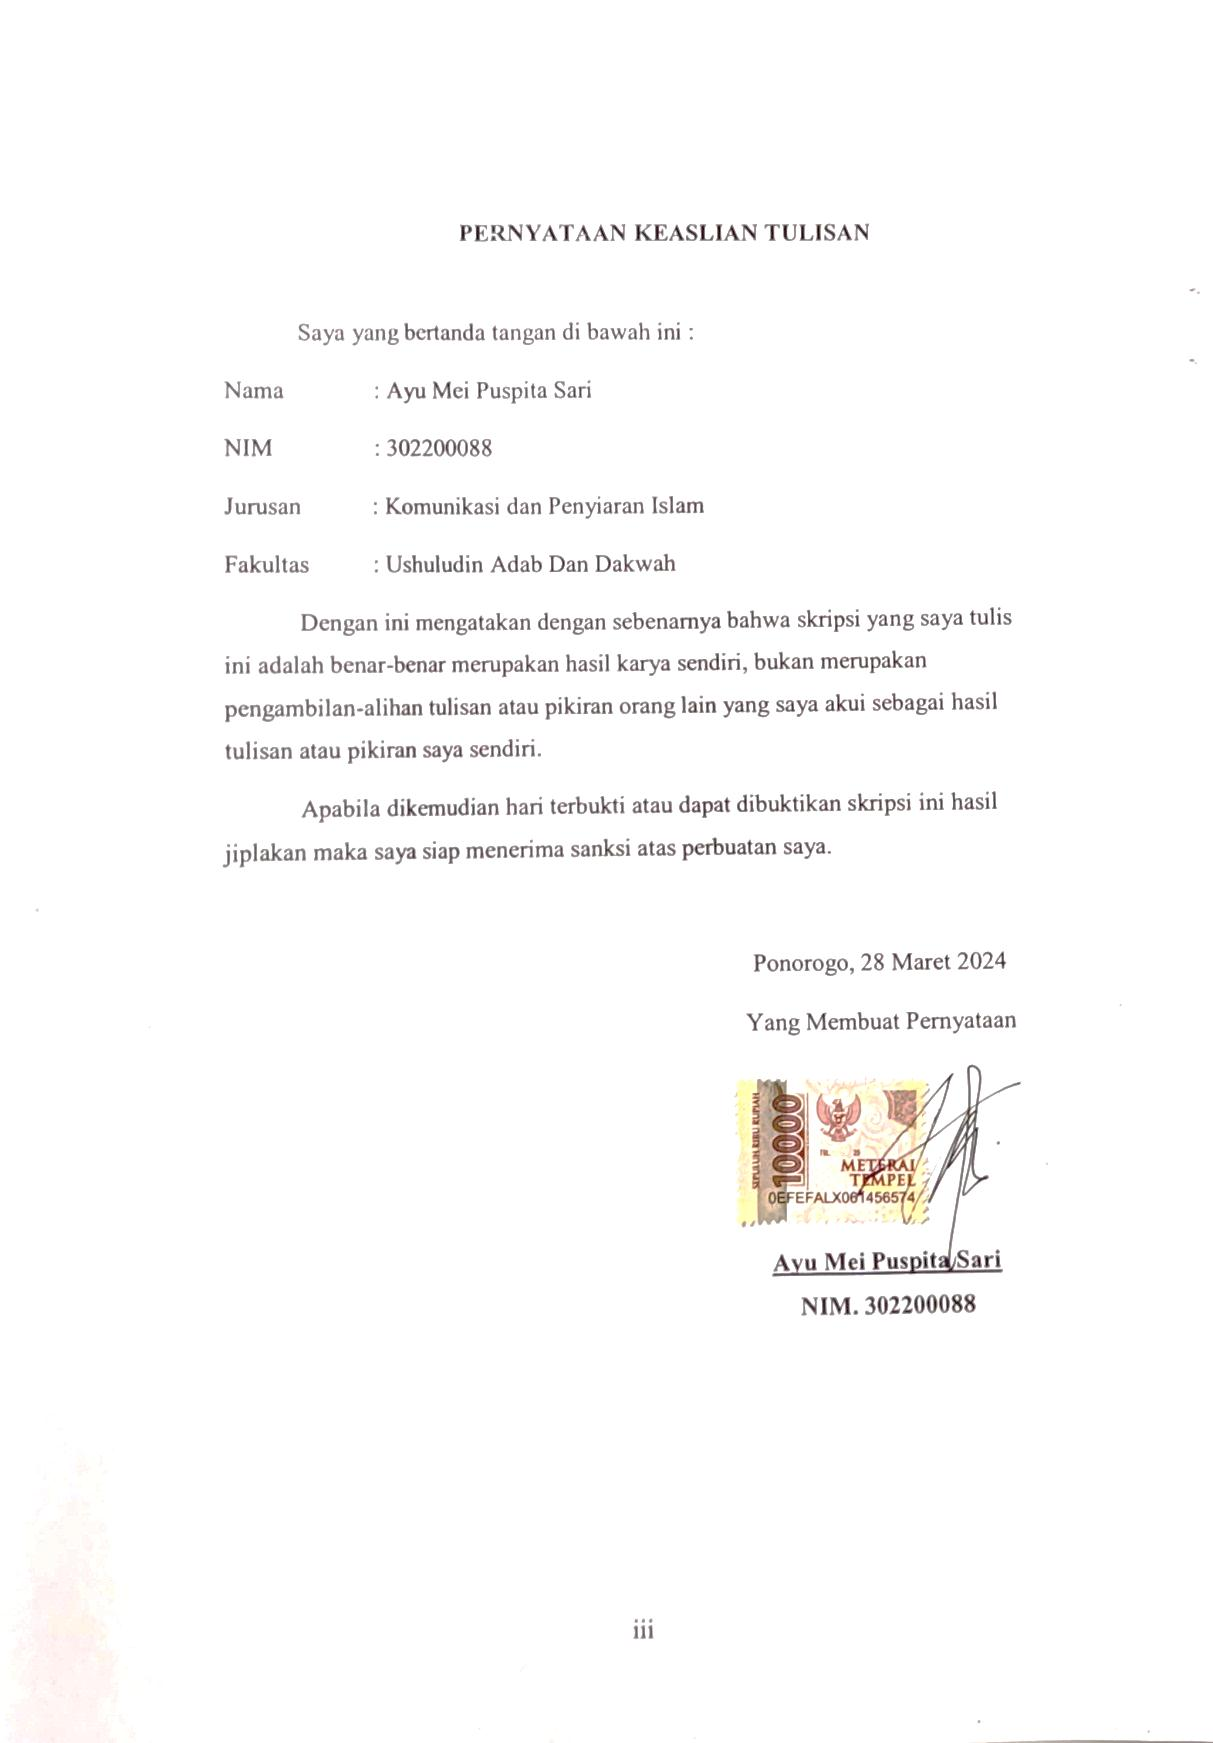 PERNYATAAN KEASLIAN TULISAN
Saya yang bertanda tangan di bawah ini :
Nama : Ayu Mei Puspita Sari
NIM : 302200088
Jurusan : Komunikasi dan Penyiaran Islam
Fakultas : Ushuludin Adab Dan Dakwah
Dengan ini mengatakan dengan sebenarnya bahwa skripsi yang saya tulis
ini adalah benar-benar merupakan hasil karya sendiri, bukan merupakan
pengambilan-alihan tulisan atau pikiran orang lain yang saya akui sebagai hasil
tulisan atau pikiran saya sendiri.
Apabila dikemudian hari terbukti atau dapat dibuktikan skripsi ini hasil
jiplakan maka saya siap menerima sanksi atas perbuatan saya.
Ponorogo, 28 Maret 2024
Yang Membuat Pernyataan
SEPULUH RIBU RUPIAH
10000
METERAI
TEMPEL
0EFEFALX061456574
Ayu Mei Puspita Sari
NIM. 302200088
iii